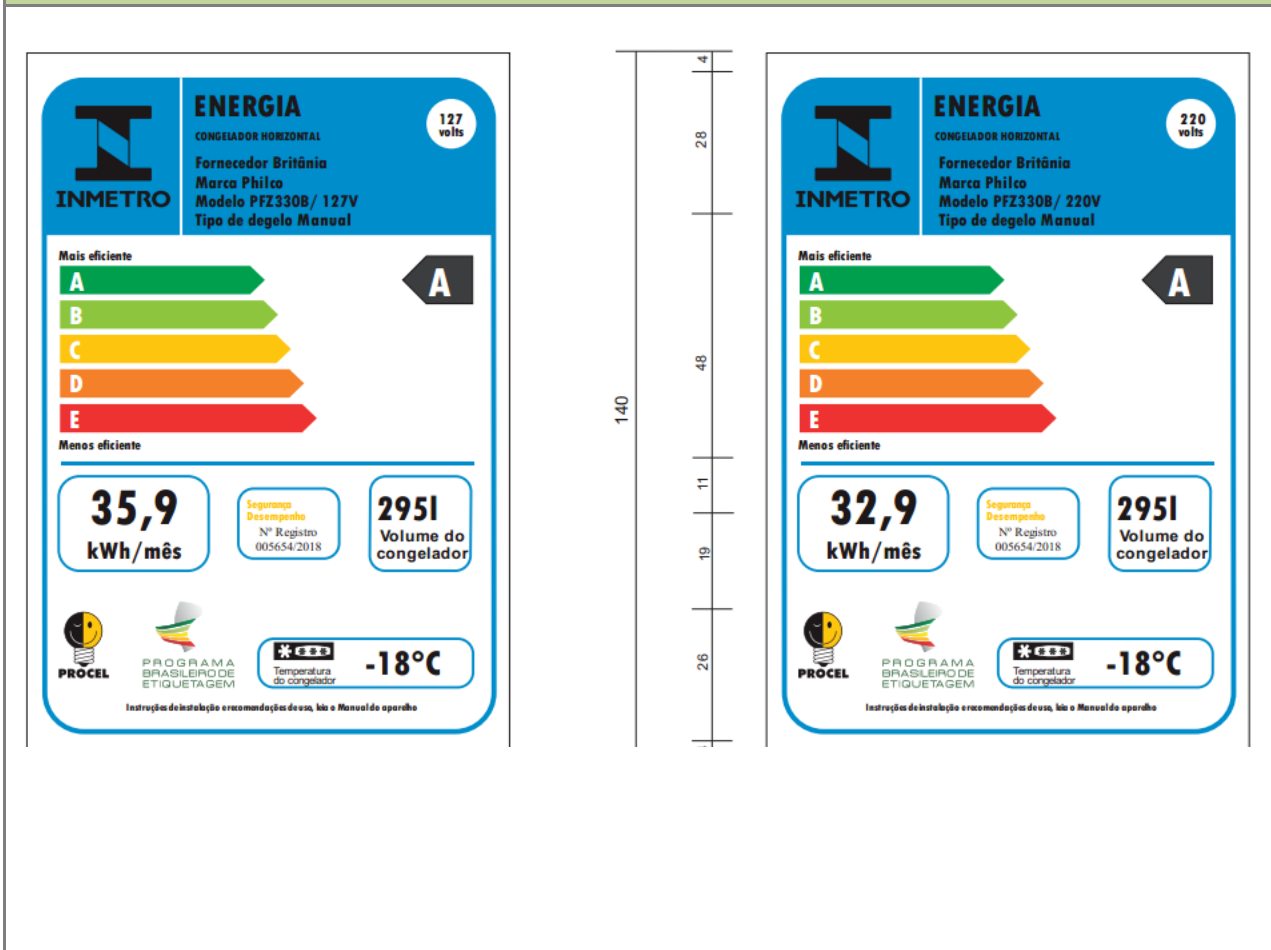 INMETRO
ENERGIA
CONGELADOR HORIZONTAL
127
volts
Fornecedor Britânia
Marca Philco
Modelo PFZ330B/ 127V
Tipo de degelo Manual
Mais eficiente
A
A
B
C
D
E
Menos eficiente
35,9
kWh/mês
Segurança
Desempenho
Nº Registro
005654/2018
295l
Volume do
congelador
PROCEL
PROGRAMA
BRASILEIRO DE
ETIQUETAGEM
Temperatura
do congelador
-18°C
Instruções de instalação e recomendações de uso, leia o Manual do aparelho
140
4
28
48
11
19
26
INMETRO
ENERGIA
CONGELADOR HORIZONTAL
220
volts
Fornecedor Britânia
Marca Philco
Modelo PFZ330B/ 220V
Tipo de degelo Manual
Mais eficiente
A
A
B
C
D
E
Menos eficiente
32,9
kWh/mês
Segurança
Desempenho
Nº Registro
005654/2018
295l
Volume do
congelador
PROCEL
PROGRAMA
BRASILEIRO DE
ETIQUETAGEM
Temperatura
do congelador
-18°C
Instruções de instalação e recomendações de uso, leia o Manual do aparelho